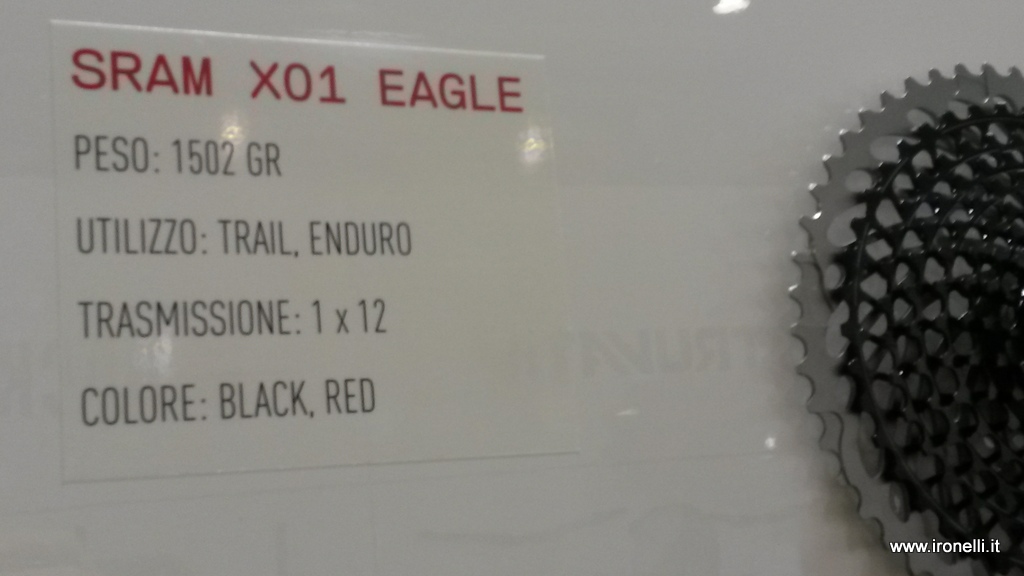 SRAM X01 EAGLE
PESO: 1502 GR
UTILIZZO: TRAIL, ENDURO
TRASMISSIONE: 1 x 12
COLORE: BLACK, RED
www.ironelli.it